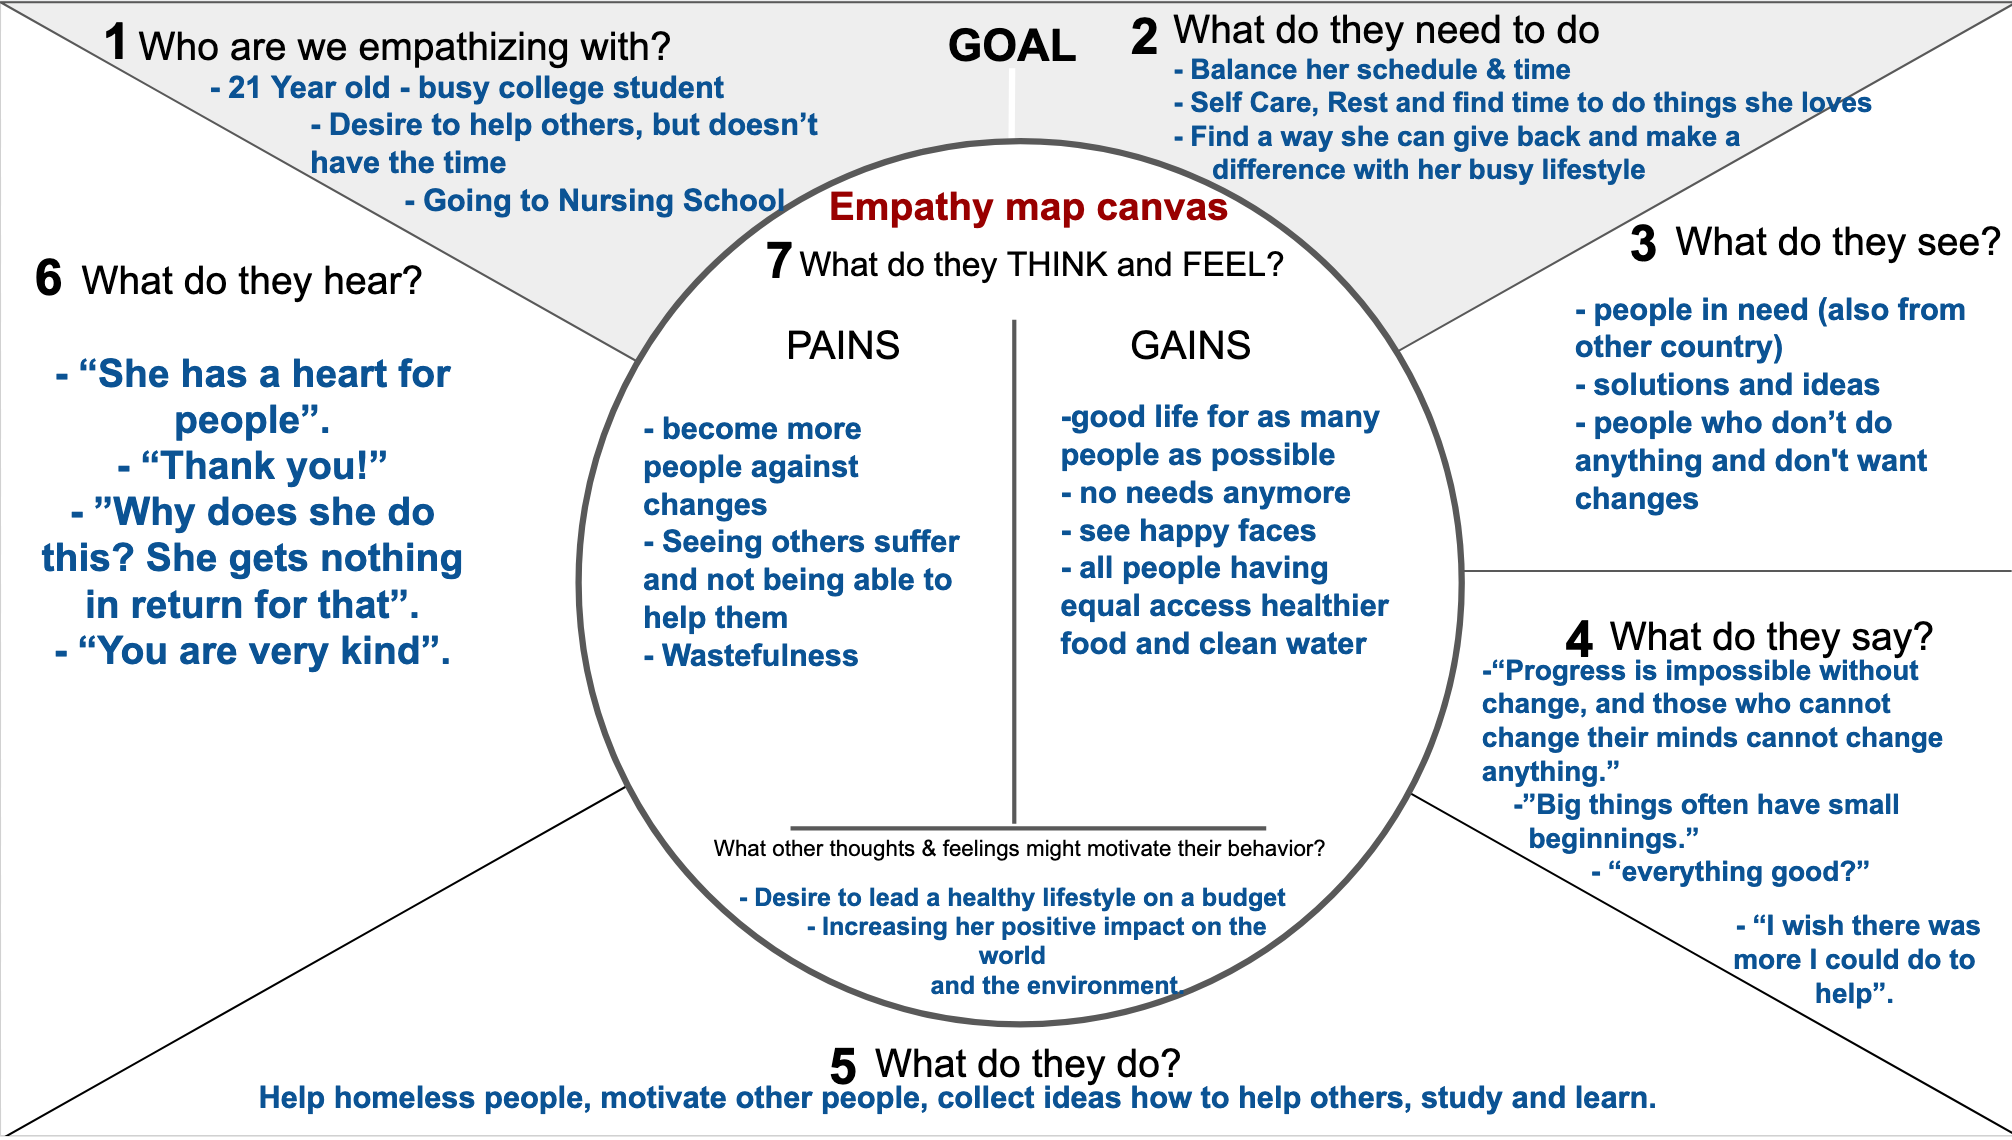 1 Who are we empathizing with?
- 21 Year old - busy college student
- Desire to help others, but doesn’t
have the time
- Going to Nursing School
GOAL
2 What do they need to do
- Balance her schedule & time
- Self Care, Rest and find time to do things she loves
- Find a way she can give back and make a
difference with her busy lifestyle
3 What do they see?
- people in need (also from
other country)
- solutions and ideas
- people who don’t do
anything and don't want
changes
4 What do they say?
-“Progress is impossible without
change, and those who cannot
change their minds cannot change
anything.”
-”Big things often have small
beginnings.”
- “everything good?”
- “I wish there was
more I could do to
help”.
5 What do they do?
Help homeless people, motivate other people, collect ideas how to help others, study and learn.
6 What do they hear?
- “She has a heart for
people”.
- “Thank you!”
- ”Why does she do
this? She gets nothing
in return for that”.
- “You are very kind”.
Empathy map canvas
7 What do they THINK and FEEL?
PAINS
- become more
people against
changes
- Seeing others suffer
and not being able to
help them
- Wastefulness
GAINS
-good life for as many
people as possible
- no needs anymore
- see happy faces
- all people having
equal access healthier
food and clean water
What other thoughts & feelings might motivate their behavior?
- Desire to lead a healthy lifestyle on a budget
- Increasing her positive impact on the
world
and the environment.